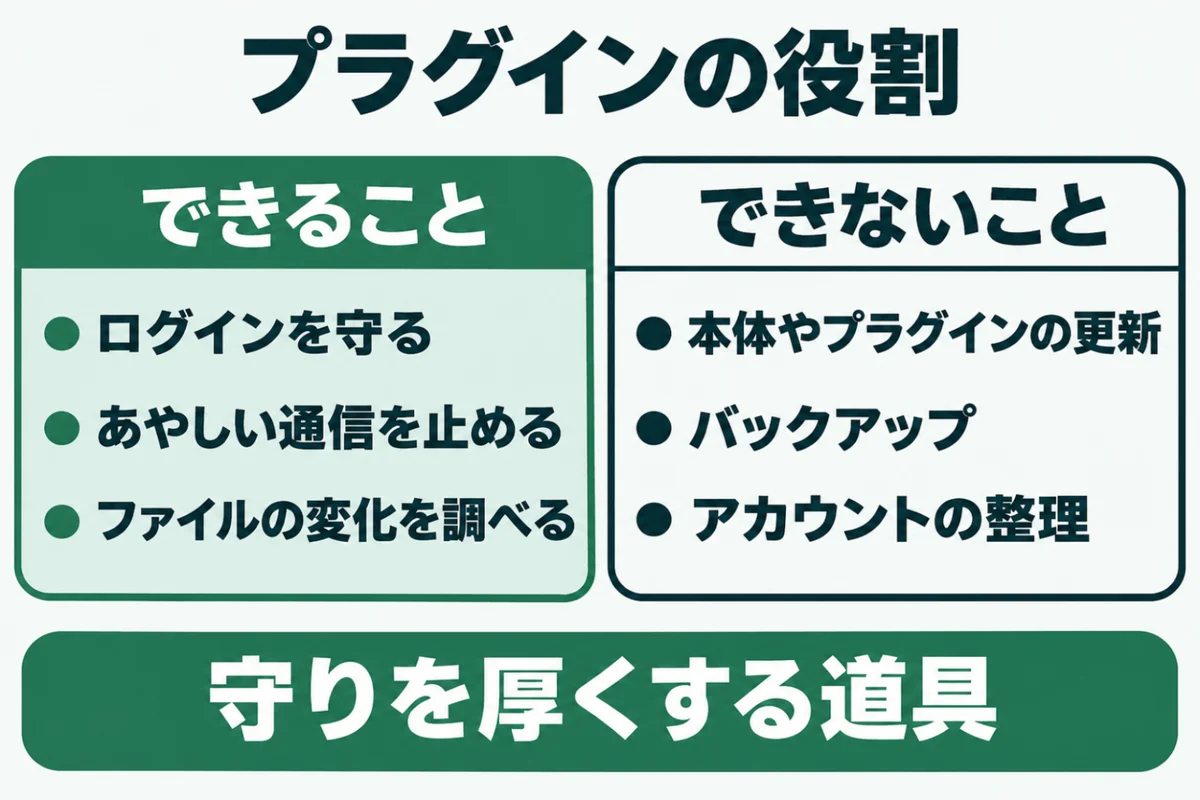 プラグインの役割
できること
● ログインを守る
● あやしい通信を止める
● ファイルの変化を調べる
できないこと
● 本体やプラグインの更新
● バックアップ
● アカウントの整理
守りを厚くする道具